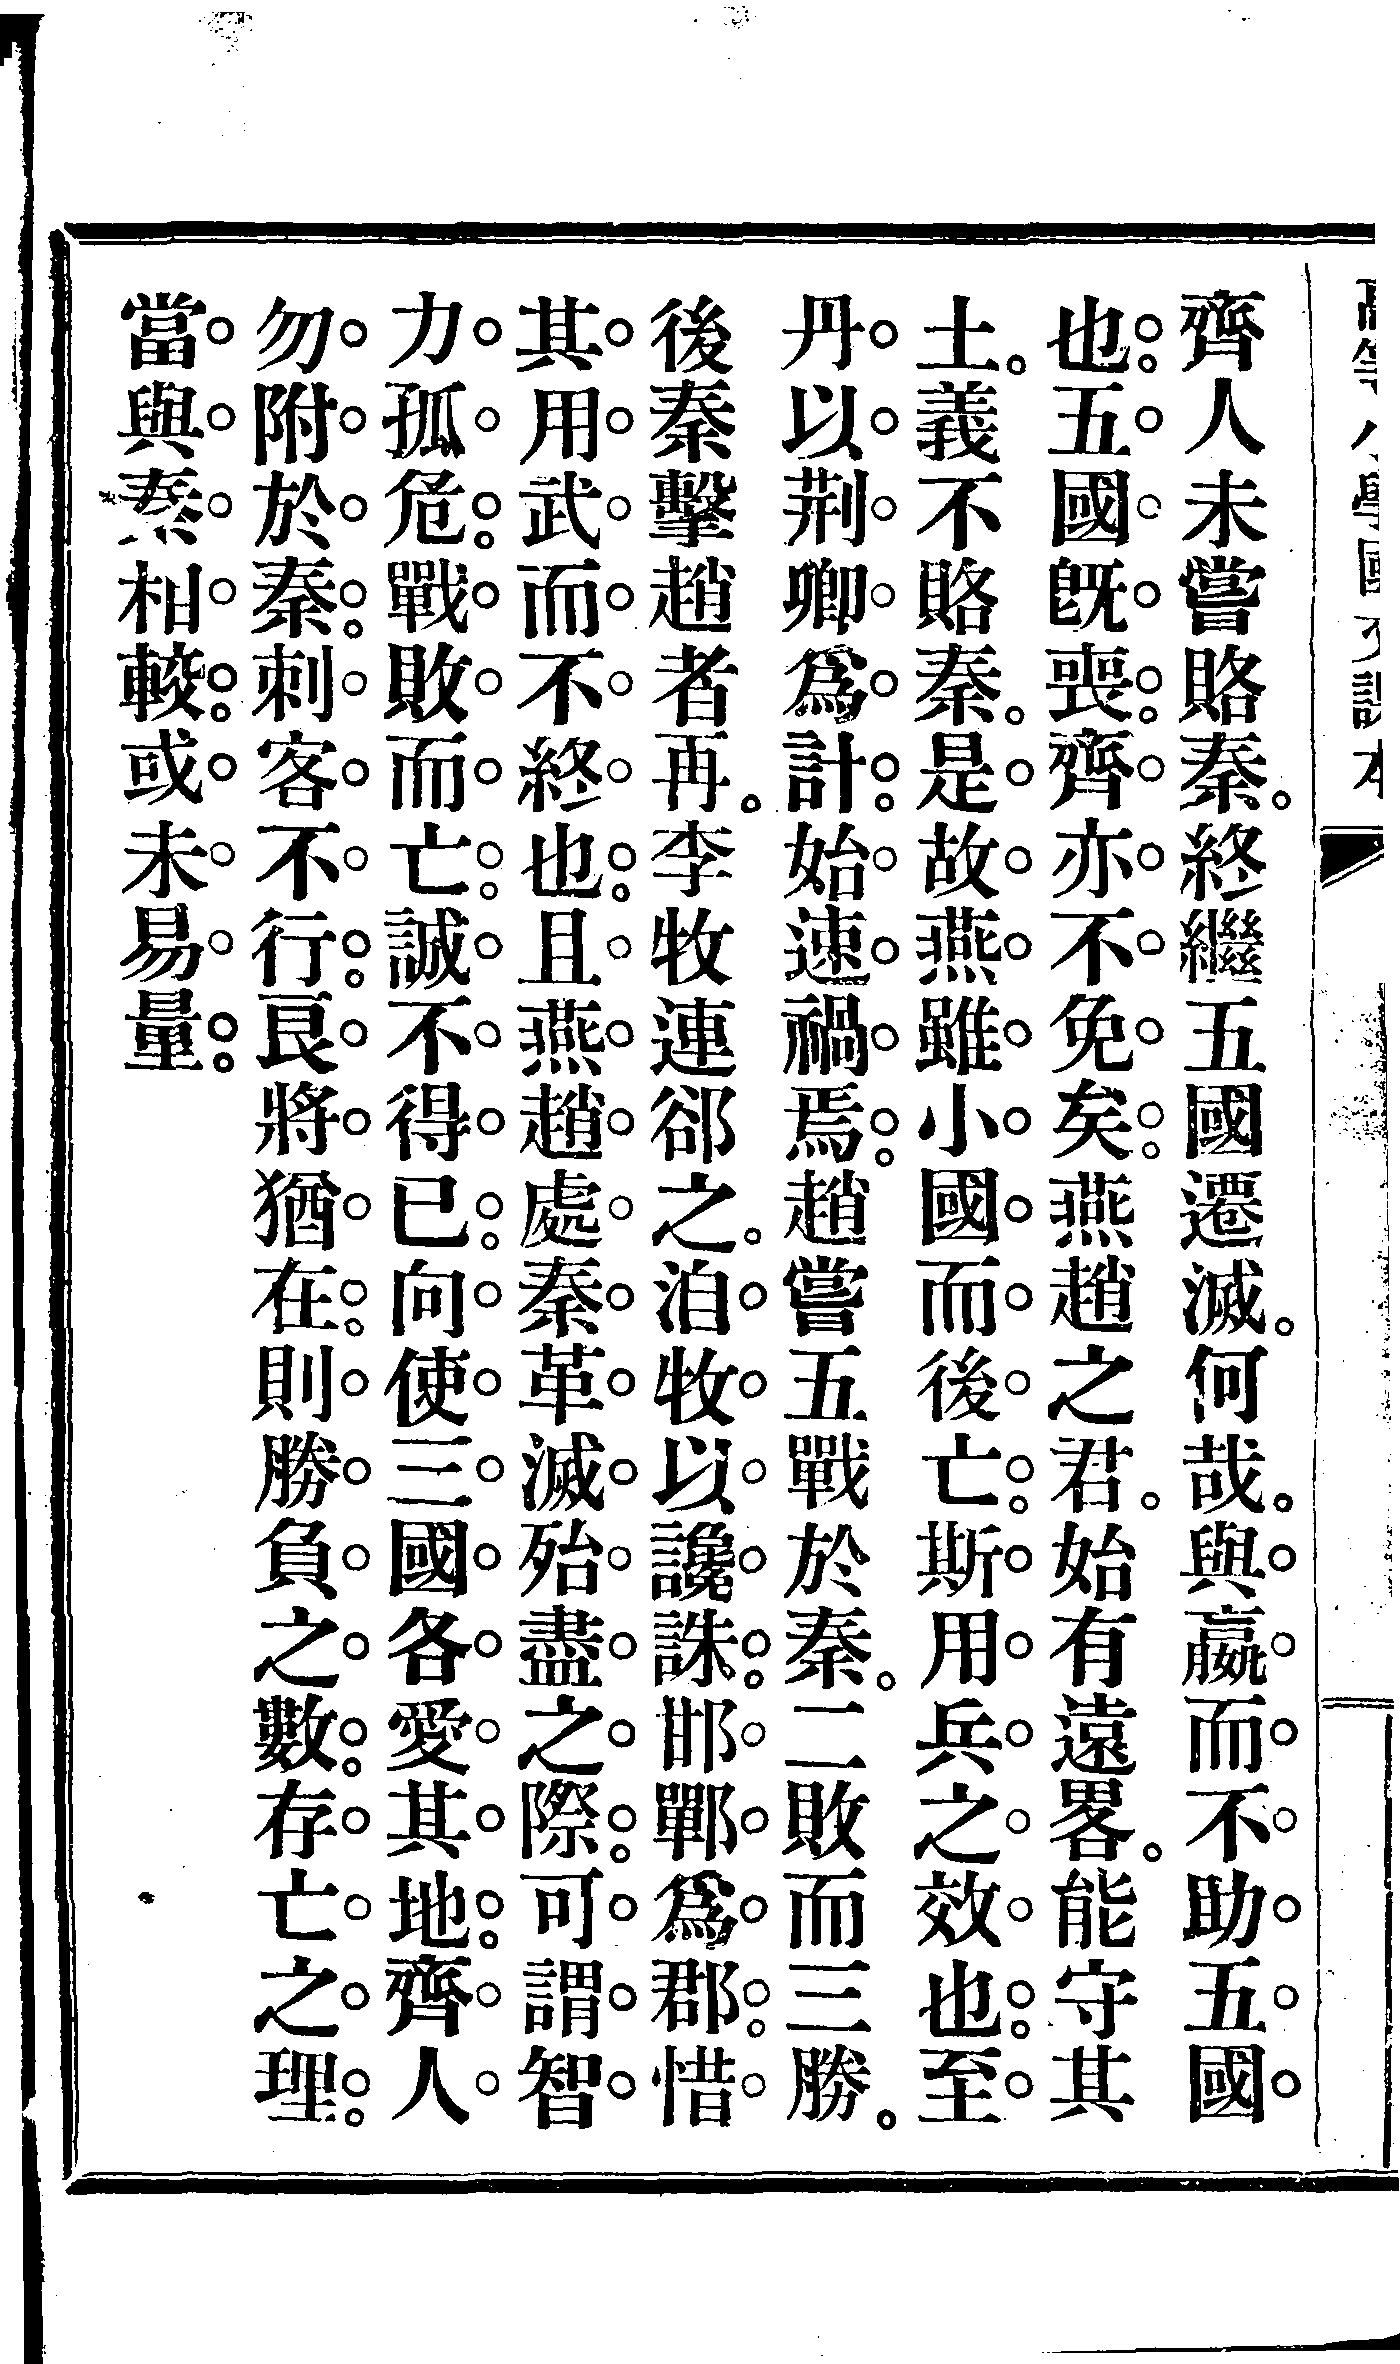 高等小學國文讀本
齊人未嘗賂秦。終繼五國遷滅。何哉。與嬴而不助五國
也。五國旣喪。齊亦不免矣。燕趙之君。始有遠畧。能守其
土。義不賂秦。是故燕雖小國而後亡。斯用兵之效也。至
丹以荆卿爲計。始速禍焉。趙嘗五戰於秦。二敗而三勝。
後秦擊趙者再。李牧連郤之。洎牧以讒誅。邯鄲爲郡。惜
其用武而不終也。且燕趙處秦革滅殆盡之際。可謂智
力孤危。戰敗而亡。誠不得已。向使三國各愛其地。齊人
勿附於秦。刺客不行。良將猶在。則勝負之數。存亡之理。
當與秦相較。或未易量。